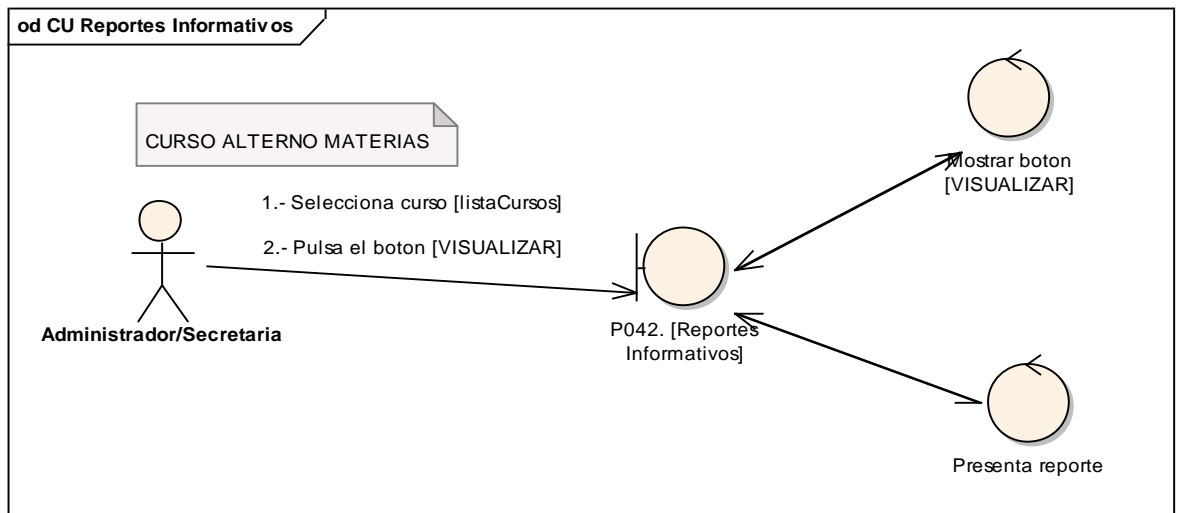 od CU Reportes Informativos
CURSO ALTERNO MATERIAS
1.- Selecciona curso [listaCursos]
2.- Pulsa el boton [VISUALIZAR]
Administrador/Secretaria
P042. [Reportes
Informativos]
Mostrar boton
[VISUALIZAR]
Presenta reporte